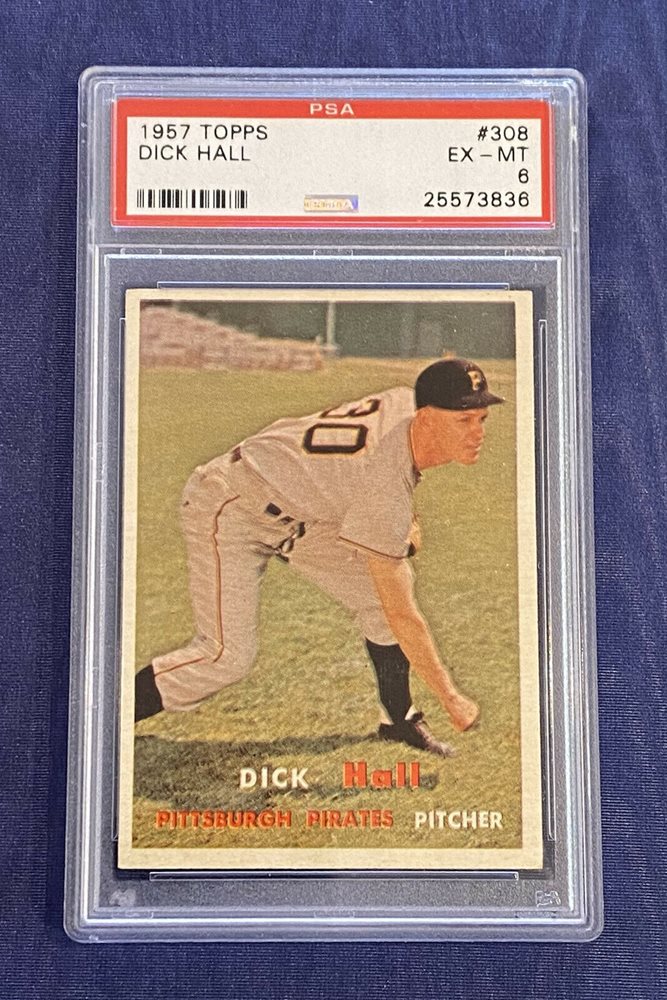 PSA
1957 TOPPS #308
DICK HALL EX - MT
6
25573836
30
P
DICK Hall
PITTSBURGH PIRATES PITCHER